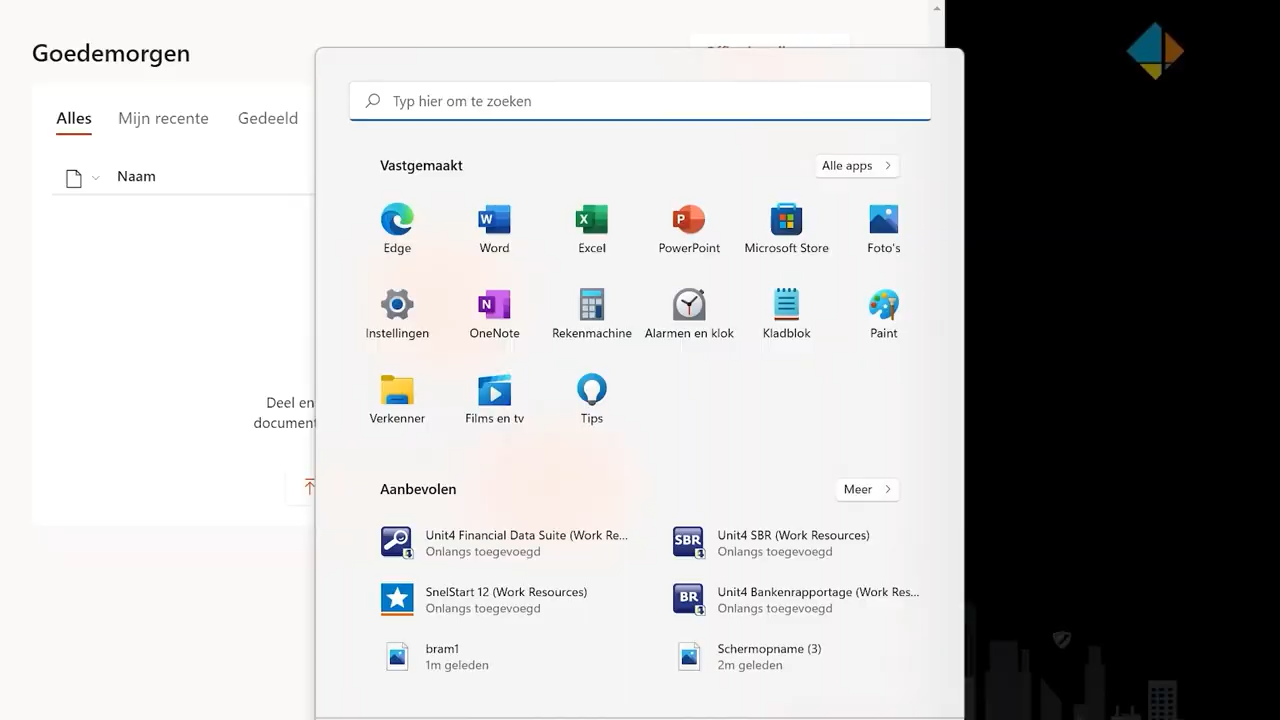 Goedemorgen
Alles Mijn recente Gedeeld
Naam
Deel en
document
Typ hier om te zoeken
Vastgemaakt Alle apps
Edge Word Excel PowerPoint Microsoft Store Foto's
Instellingen OneNote Rekenmachine Alarmen en klok Kladblok Paint
Verkenner Films en tv Tips
Aanbevolen Meer
Unit4 Financial Data Suite (Work Re... SBR Unit4 SBR (Work Resources)
Onlangs toegevoegd Onlangs toegevoegd
SnelStart 12 (Work Resources) BR Unit4 Bankenrapportage (Work Res...
Onlangs toegevoegd Onlangs toegevoegd
bram1 Schermopname (3)
1m geleden 2m geleden